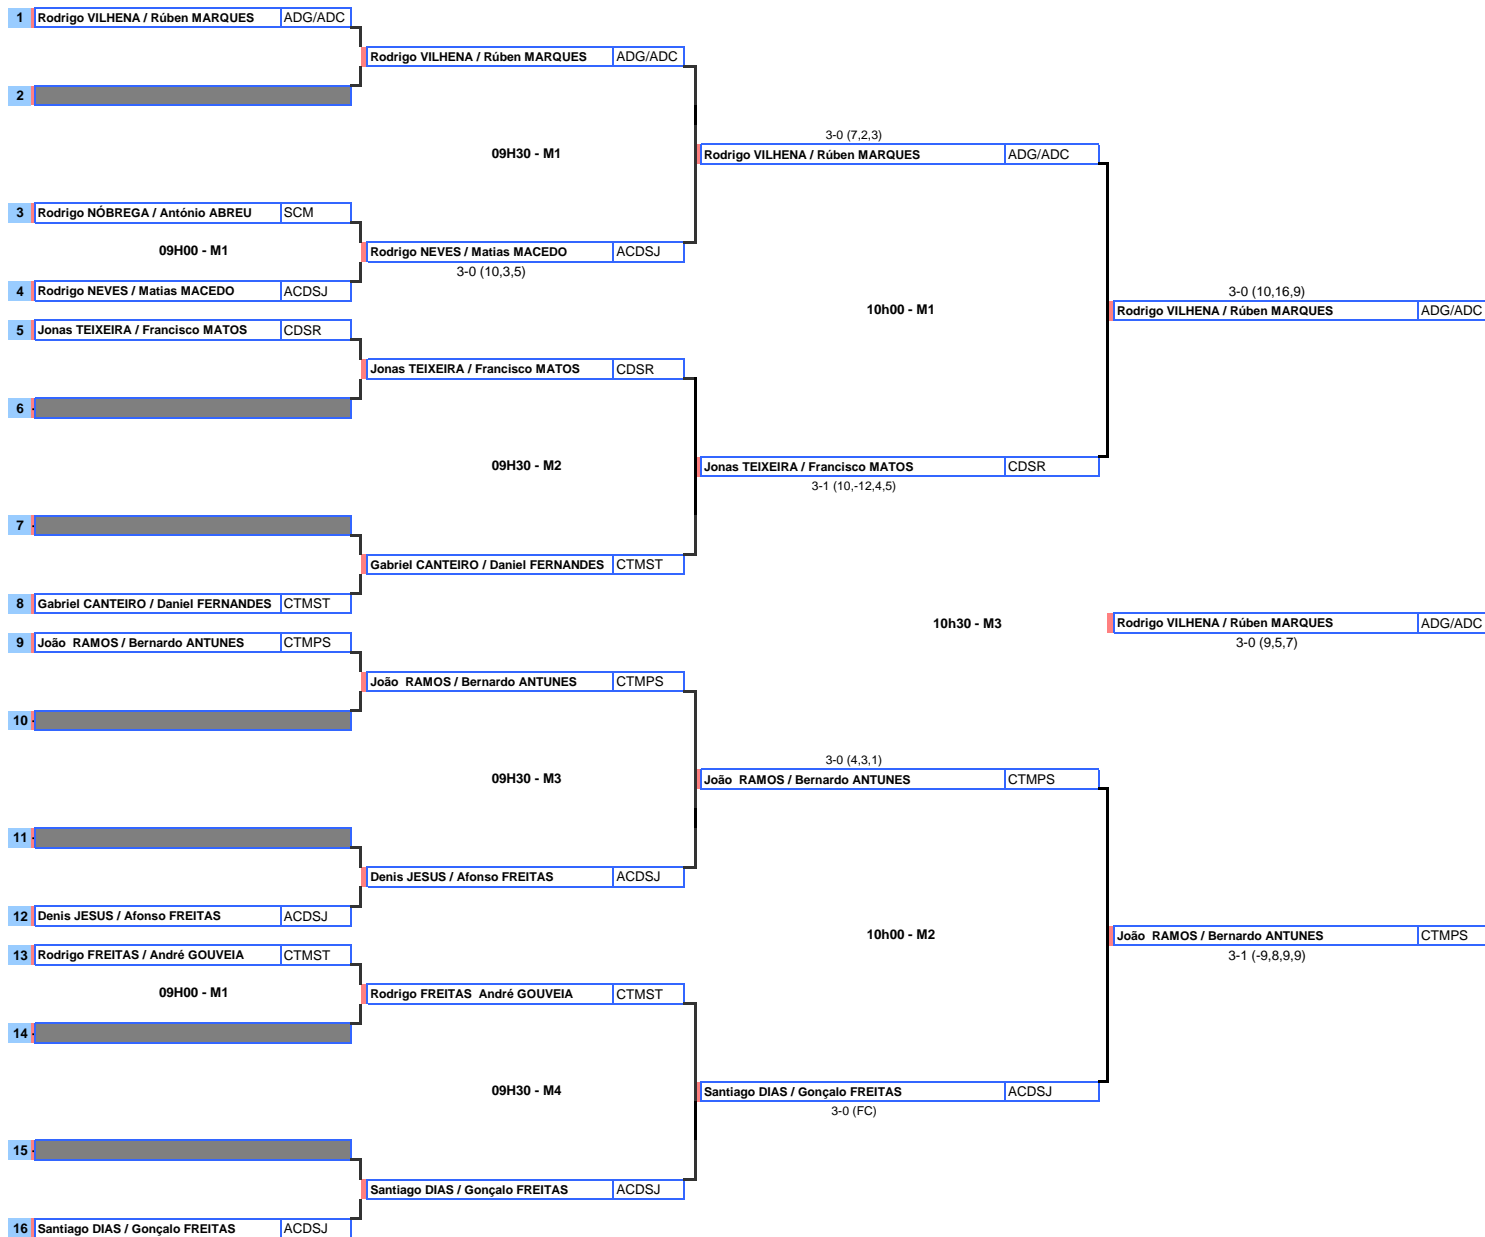 1 Rodrigo VILHENA / Rúben MARQUES ADG/ADC
Rodrigo VILHENA / Rúben MARQUES ADG/ADC
2
3-0 (7,2,3)
09H30 - M1
Rodrigo VILHENA / Rúben MARQUES ADG/ADC
3 Rodrigo NÓBREGA / António ABREU SCM
09H00 - M1
Rodrigo NEVES / Matias MACEDO ACDSJ
3-0 (10,3,5)
4 Rodrigo NEVES / Matias MACEDO ACDSJ
3-0 (10,16,9)
10h00 - M1
Rodrigo VILHENA / Rúben MARQUES ADG/ADC
5 Jonas TEIXEIRA / Francisco MATOS CDSR
Jonas TEIXEIRA / Francisco MATOS CDSR
6 -
09H30 - M2
Jonas TEIXEIRA / Francisco MATOS CDSR
3-1 (10,-12,4,5)
7 -
Gabriel CANTEIRO / Daniel FERNANDES CTMST
8 Gabriel CANTEIRO / Daniel FERNANDES CTMST
10h30 - M3
Rodrigo VILHENA / Rúben MARQUES ADG/ADC
3-0 (9,5,7)
9 João  RAMOS / Bernardo ANTUNES CTMPS
João  RAMOS / Bernardo ANTUNES CTMPS
10 -
3-0 (4,3,1)
09H30 - M3
João  RAMOS / Bernardo ANTUNES CTMPS
11 -
Denis JESUS / Afonso FREITAS ACDSJ
12 Denis JESUS / Afonso FREITAS ACDSJ
10h00 - M2
João  RAMOS / Bernardo ANTUNES CTMPS
3-1 (-9,8,9,9)
13 Rodrigo FREITAS / André GOUVEIA CTMST
09H00 - M1
Rodrigo FREITAS  André GOUVEIA CTMST
14 -
09H30 - M4
Santiago DIAS / Gonçalo FREITAS ACDSJ
3-0 (FC)
15 -
Santiago DIAS / Gonçalo FREITAS ACDSJ
16 Santiago DIAS / Gonçalo FREITAS ACDSJ